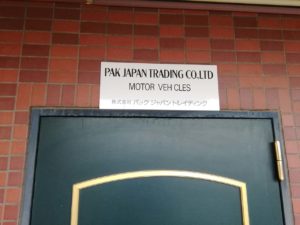 PAK JAPAN TRADING CO.LTD
MOTOR VEH CLES
株式会社 パック ジャパン トレイディング